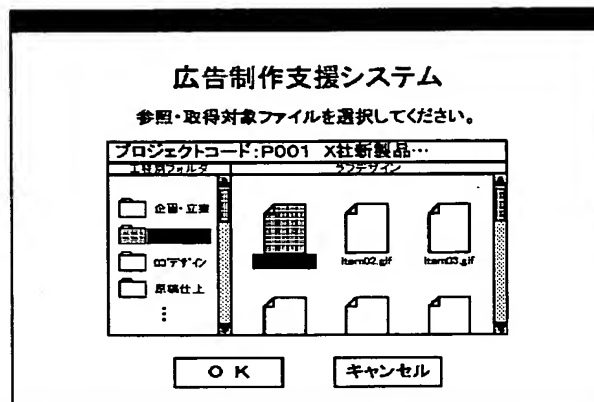 広告制作支援システム
参照・取得対象ファイルを選択してください。
プロジェクトコード:P001 X社新製品…
工程別フォルダ
ラフデザイン
企画・立案
ロゴデザイン
原稿仕上
Item02.gif
Item03.gif
OK
キャンセル